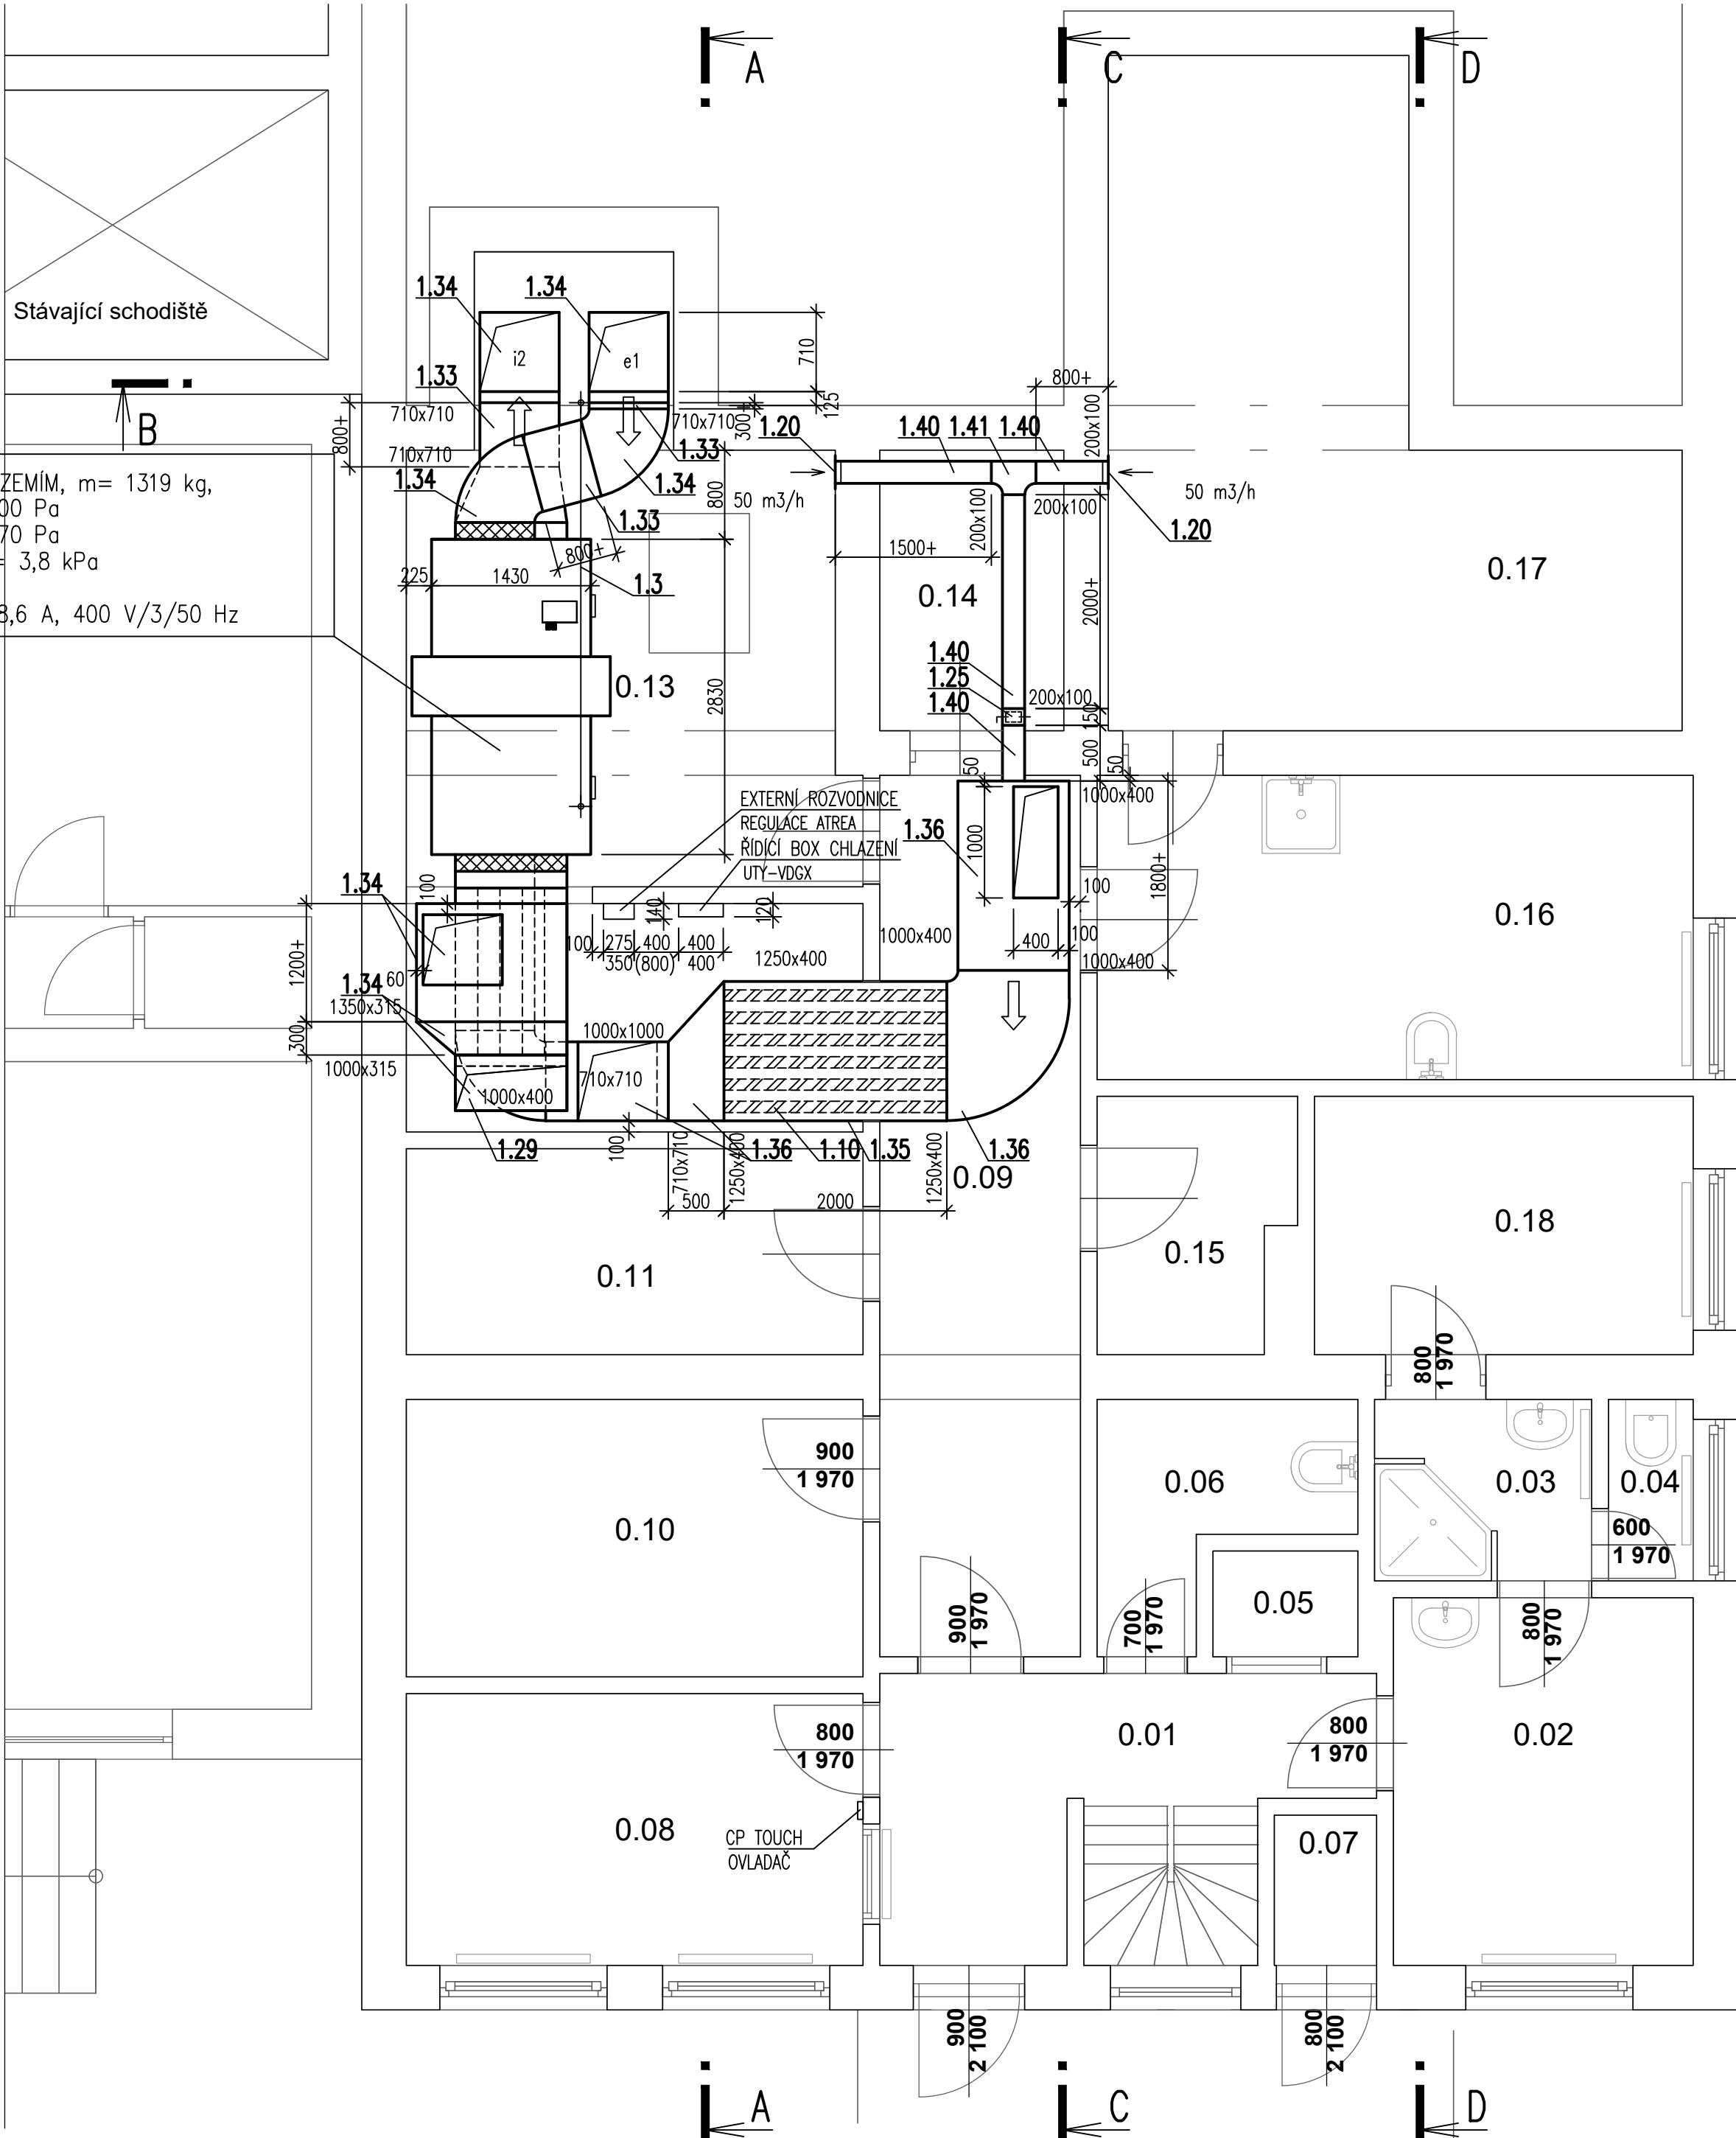 A
C
D
Stávající schodiště
B
ZEMÍM, m= 1319 kg,
00 Pa
70 Pa
= 3,8 kPa
8,6 A, 400 V/3/50 Hz
1.34
1.34
i2
e1
710
125
1.33
710x710
800+
710x710
1.34
710x710
300+
1.33
1.34
1.33
800
800+
225
1430
1.3
2830
0.13
1.20
1.40
1.41
1.40
800+
200x100
50 m3/h
50 m3/h
1.20
200x100
200x100
1500+
0.14
2000+
0.17
1.40
1.25
1.40
200x100
150
500
50
50
1000x400
EXTERNÍ ROZVODNICE
REGULACE ATREA
ŘÍDÍCÍ BOX CHLAZENÍ
UTY-VDGX
1.36
1000
1800+
100
400
100
1000x400
1000x400
0.16
1.34
100
1200+
60
1.34
1350x315
300
1000x315
140
120
100
275
400
400
350
(800)
400
1250x400
1000x1000
710x710
1000x400
1.29
100
710x710
1250x400
1.36
1.10
1.35
1250x400
1.36
500
2000
0.09
0.11
0.15
0.18
800
1 970
900
1 970
0.10
0.06
0.03
0.04
600
1 970
0.05
900
1 970
700
1 970
800
1 970
0.01
0.02
800
1 970
800
1 970
0.08
CP TOUCH
OVLADAČ
0.07
900
2 100
800
2 100
A
C
D